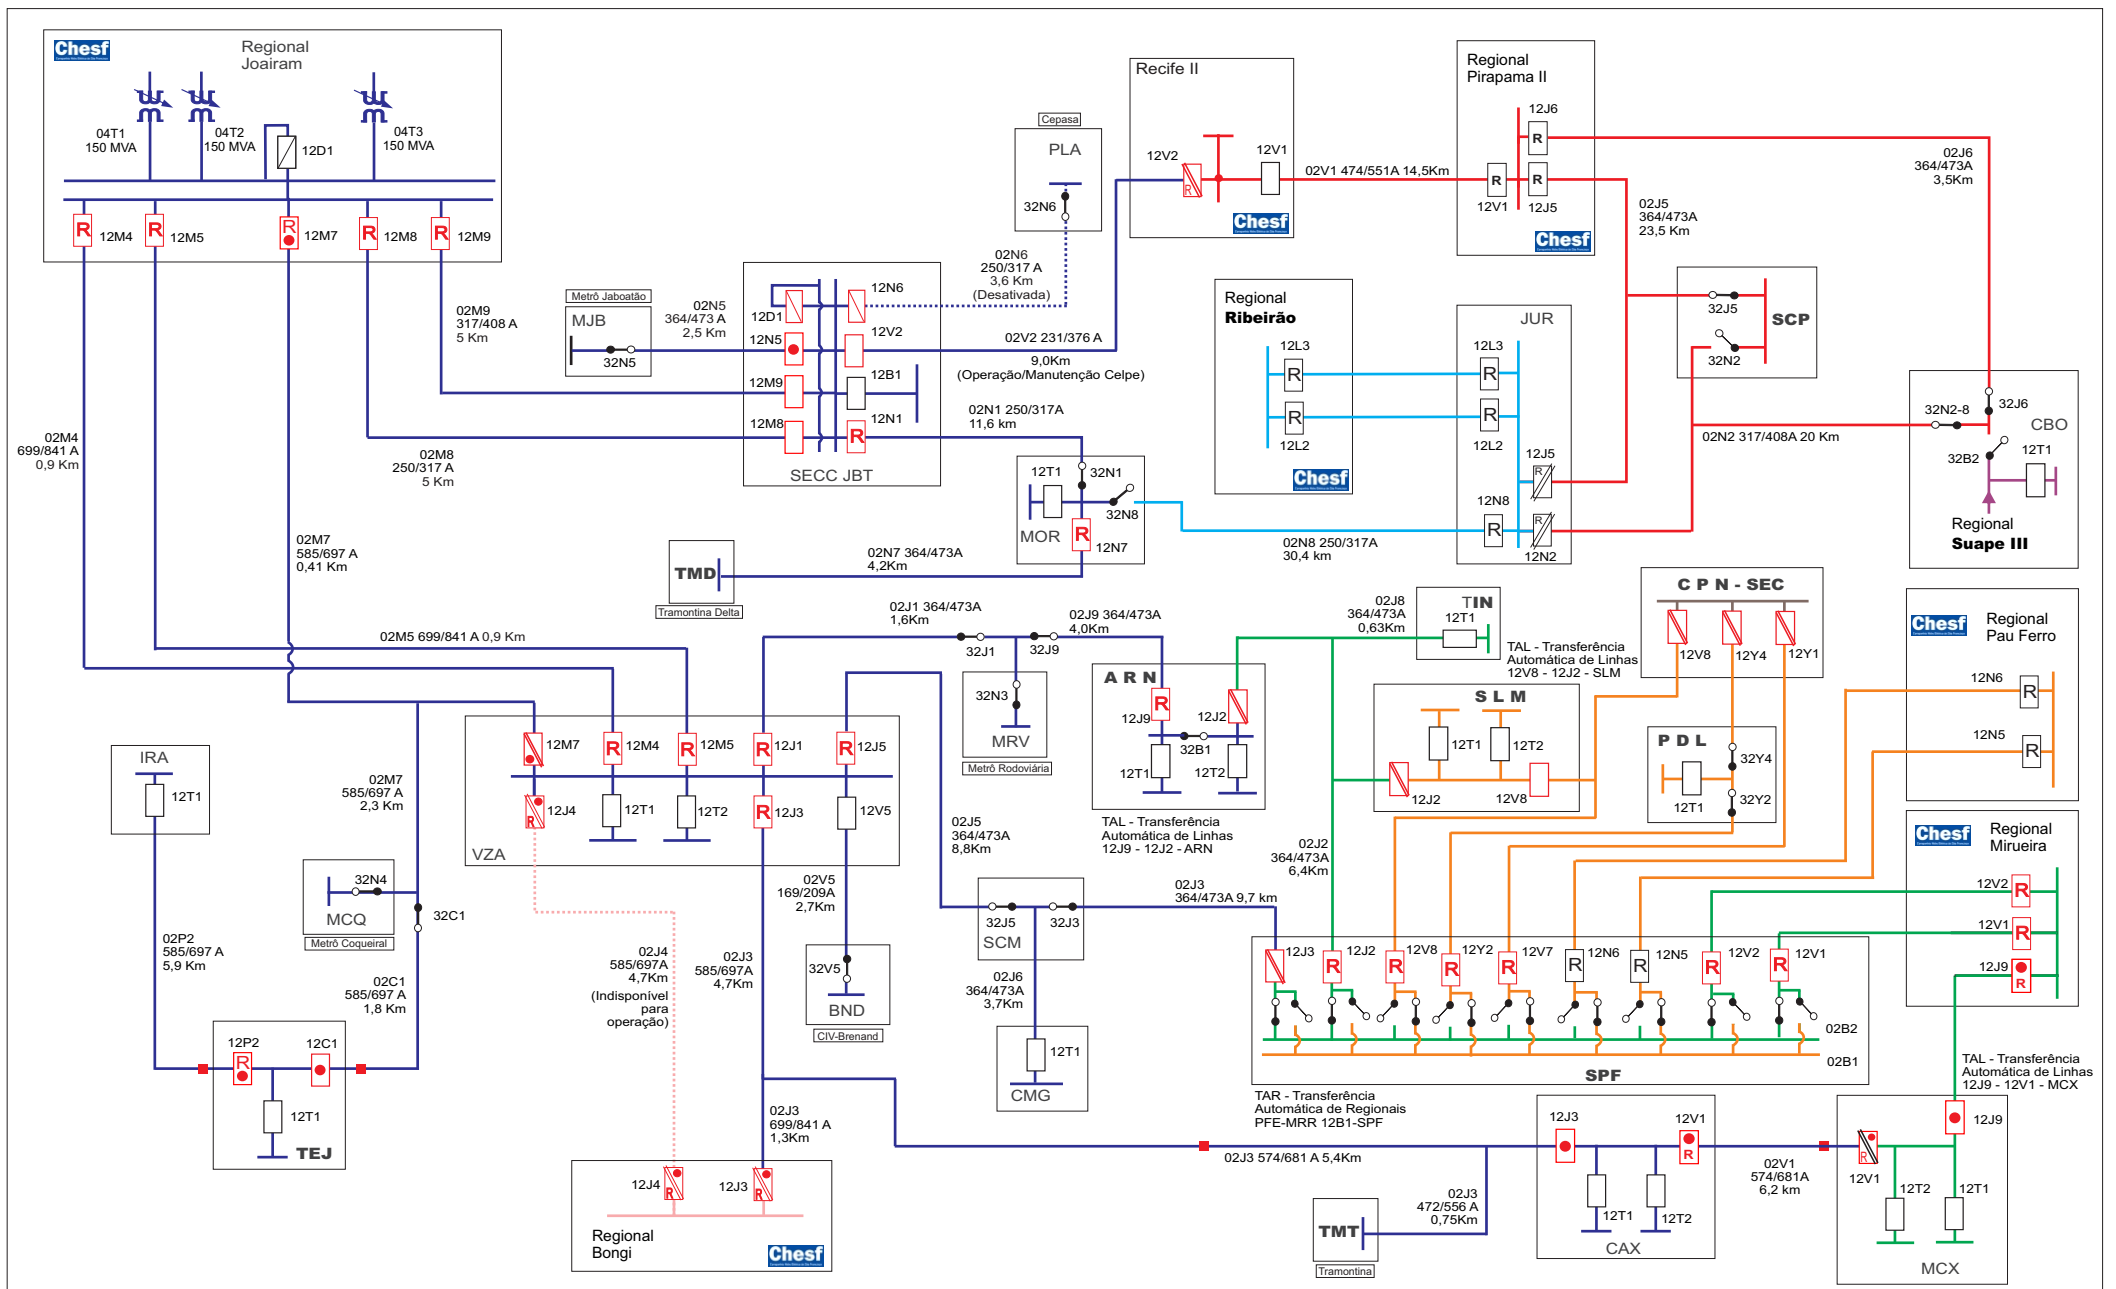 Chesf
Regional
Joairam
04T1
150 MVA
04T2
150 MVA
12D1
04T3
150 MVA
12M4
12M5
12M7
12M8
12M9
R
R
R
R
R
02M4
699/841 A
0,9 Km
02M8
250/317 A
5 Km
02M9
317/408 A
5 Km
02M7
585/697 A
0,41 Km
Metrô Jaboatão
MJB
32N5
02N5
364/473 A
2,5 Km
12D1
12N6
12N5
12V2
12M9
12B1
12M8
12N1
R
SECC JBT
Cepasa
PLA
32N6
02N6
250/317 A
3,6 Km
(Desativada)
02V2 231/376 A
9,0Km
(Operação/Manutenção Celpe)
02N1 250/317A
11,6 km
Recife II
12V2
R
12V1
Chesf
02V1 474/551A 14,5Km
Regional
Pirapama II
12J6
R
R
R
12V1
12J5
Chesf
02J6
364/473A
3,5Km
02J5
364/473A
23,5 Km
Regional
Ribeirão
12L3
R
R
12L2
Chesf
JUR
12L3
R
R
12L2
12J5
R
12N8
R
R
12N2
SCP
32J5
32N2
02N2 317/408A 20 Km
32N2-8
32J6
CBO
32B2
12T1
Regional
Suape III
12T1
32N1
32N8
MOR
R
12N7
02N8 250/317A
30,4 km
TMD
Tramontina Delta
02N7 364/473A
4,2Km
02M5 699/841 A 0,9 Km
02J1 364/473A
1,6Km
02J9 364/473A
4,0Km
32J1
32J9
32N3
MRV
Metrô Rodoviária
ARN
R
12J9
12J2
32B1
12T1
12T2
TAL - Transferência
Automática de Linhas
12J9 - 12J2 - ARN
02J8
364/473A
0,63Km
TIN
12T1
TAL - Transferência
Automática de Linhas
12V8 - 12J2 - SLM
SLM
12T1
12T2
12J2
12V8
CPN-SEC
12V8
12Y4
12Y1
PDL
32Y4
12T1
32Y2
Chesf
Regional
Pau Ferro
12N6
R
12N5
R
Chesf
Regional
Mirueira
12V2
R
12V1
R
12J9
R
IRA
12T1
02P2
585/697 A
5,9 Km
02M7
585/697 A
2,3 Km
32N4
MCQ
Metrô Coqueiral
32C1
02C1
585/697 A
1,8 Km
12P2
R
12C1
12T1
TEJ
12M7
R
12M4
R
12M5
R
12J1
R
12J5
12J4
R
12T1
12T2
R
12J3
12V5
VZA
02V5
169/209A
2,7Km
32V5
BND
CIV-Brenand
02J4
585/697A
4,7Km
(Indisponível
para
operação)
02J3
585/697A
4,7Km
02J3
699/841 A
1,3Km
12J4
R
12J3
R
Regional
Bongi
Chesf
02J5
364/473A
8,8Km
32J5
32J3
SCM
02J6
364/473A
3,7Km
12T1
CMG
02J3
364/473A 9,7 km
02J2
364/473A
6,4Km
12J3
12J2
12V8
12Y2
12V7
12N6
12N5
12V2
12V1
R
R
R
R
R
R
R
R
02B2
02B1
SPF
TAR - Transferência
Automática de Regionais
PFE-MRR 12B1-SPF
TAL - Transferência
Automática de Linhas
12J9 - 12V1 - MCX
02J3 574/681 A 5,4Km
02J3
472/556 A
0,75Km
TMT
Tramontina
12J3
12V1
R
12T1
12T2
CAX
02V1
574/681A
6,2 km
12J9
R
12V1
12T2
12T1
MCX